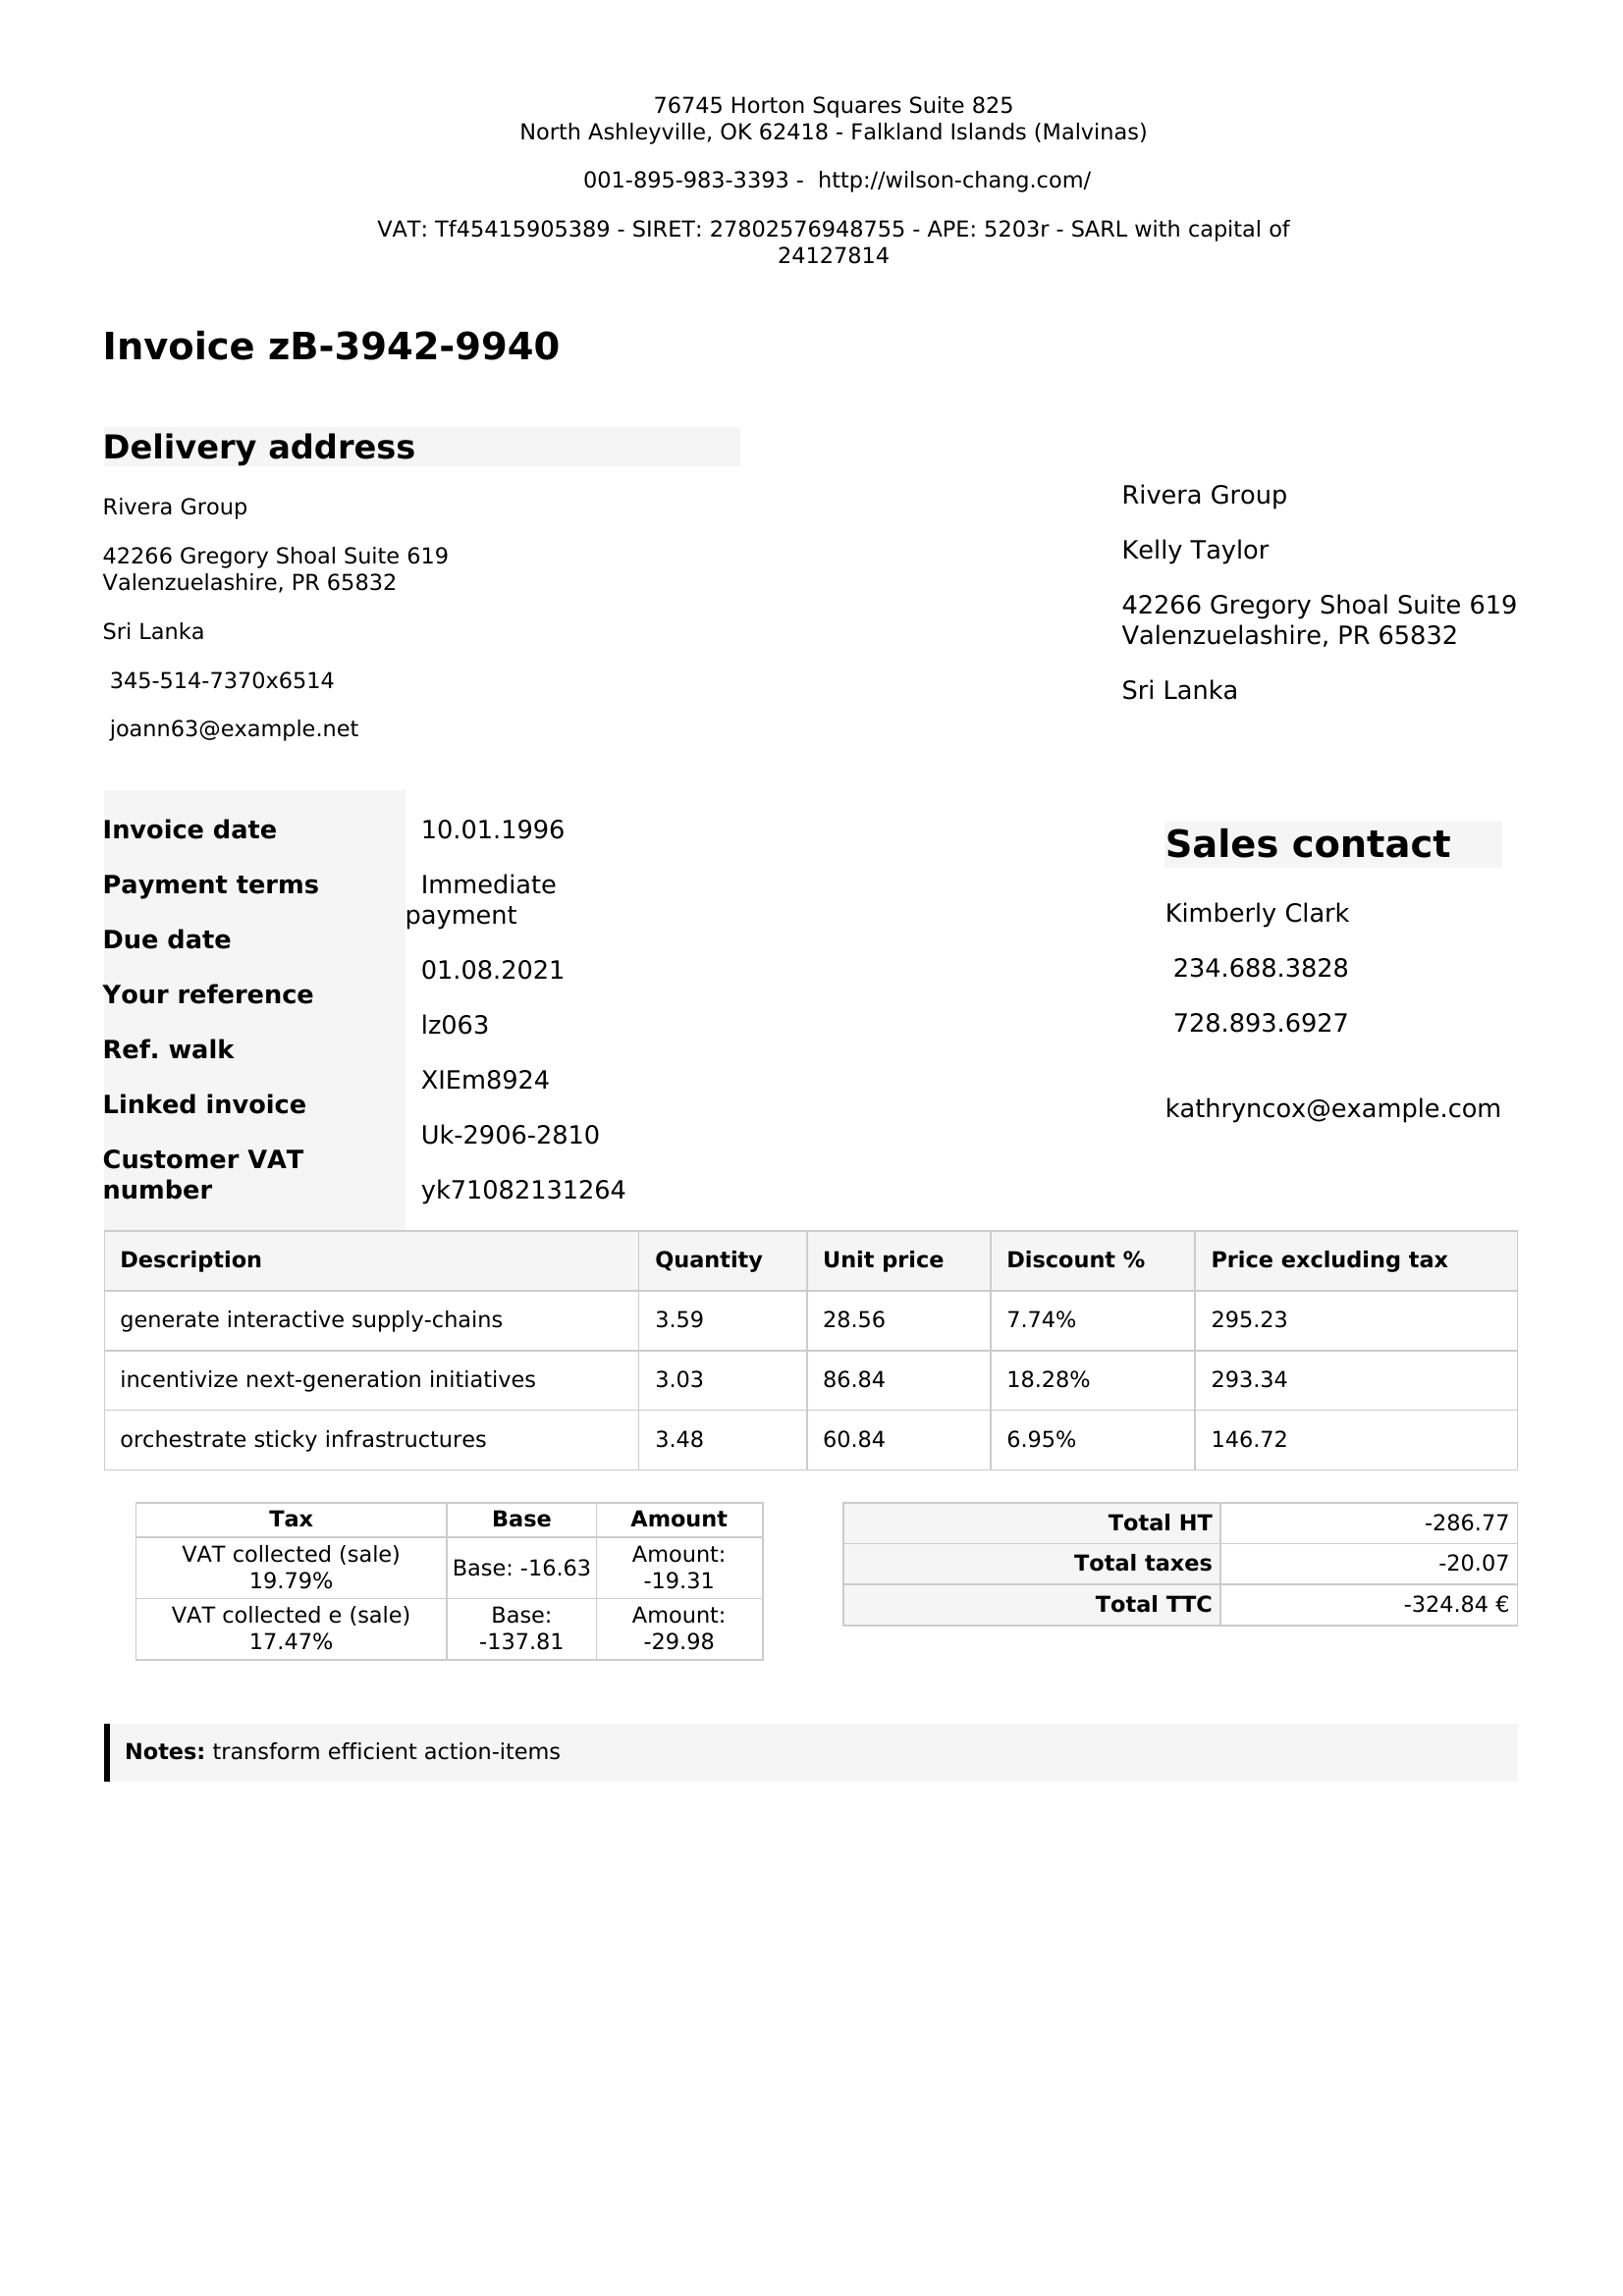 76745 Horton Squares Suite 825
North Ashleyville, OK 62418 - Falkland Islands (Malvinas)
001-895-983-3393 - http://wilson-chang.com/
VAT: Tf45415905389 - SIRET: 27802576948755 - APE: 5203r - SARL with capital of
24127814
Invoice zB-3942-9940
Delivery address
Rivera Group
42266 Gregory Shoal Suite 619
Valenzuelashire, PR 65832
Sri Lanka
345-514-7370x6514
joann63@example.net
Rivera Group
Kelly Taylor
42266 Gregory Shoal Suite 619
Valenzuelashire, PR 65832
Sri Lanka
Invoice date
Payment terms
Due date
Your reference
Ref. walk
Linked invoice
Customer VAT
number
10.01.1996
Immediate
payment
01.08.2021
lz063
XIEm8924
Uk-2906-2810
yk71082131264
Sales contact
Kimberly Clark
234.688.3828
728.893.6927
kathryncox@example.com
Description Quantity Unit price Discount % Price excluding tax
generate interactive supply-chains 3.59 28.56 7.74% 295.23
incentivize next-generation initiatives 3.03 86.84 18.28% 293.34
orchestrate sticky infrastructures 3.48 60.84 6.95% 146.72
Tax Base Amount
VAT collected (sale)
19.79%
Base: -16.63
Amount:
-19.31
VAT collected e (sale)
17.47%
Base:
-137.81
Amount:
-29.98
Total HT -286.77
Total taxes -20.07
Total TTC -324.84 €
Notes: transform efficient action-items